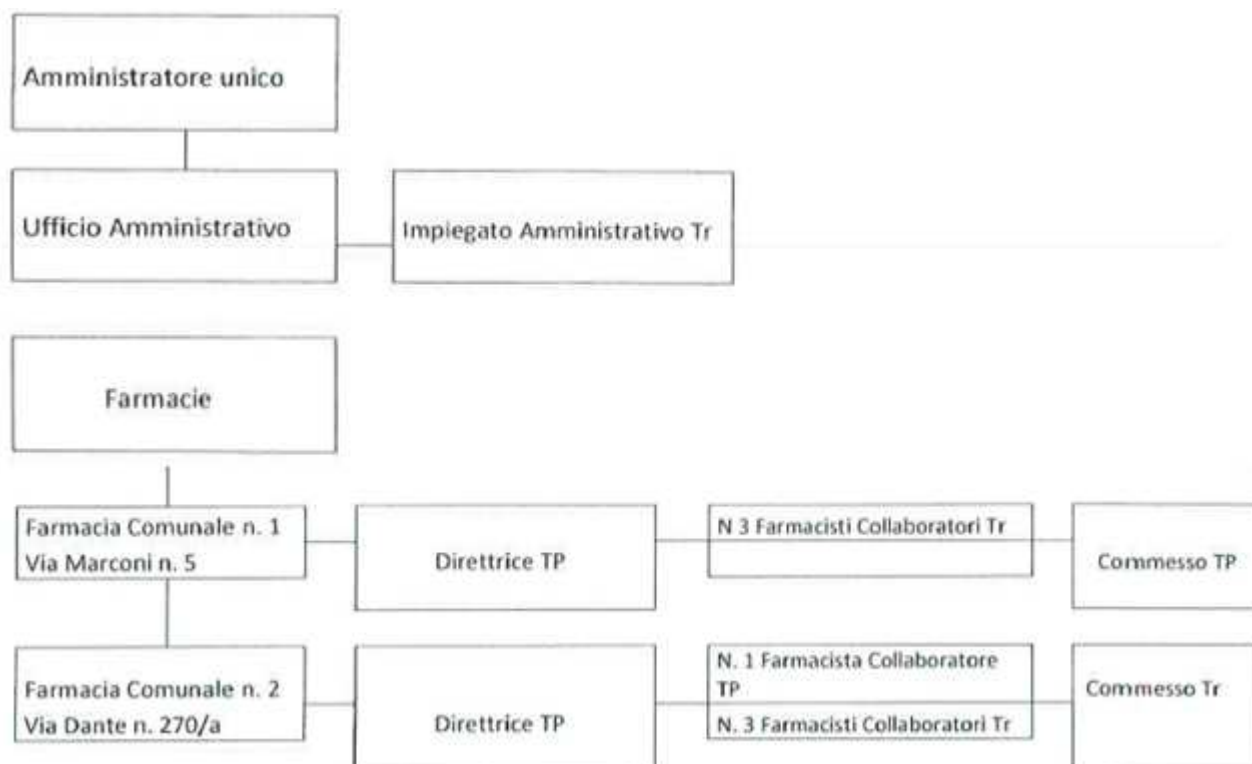 Amministratore unico
Ufficio Amministrativo
Impiegato Amministrativo Tr
Farmacie
Farmacia Comunale n. 1
Via Marconi n. 5
Direttrice TP
N 3 Farmacisti Collaboratori Tr
Commesso TP
Farmacia Comunale n. 2
Via Dante n. 270/a
Direttrice TP
N. 1 Farmacista Collaboratore
TP
N. 3 Farmacisti Collaboratori Tr
Commesso Tr